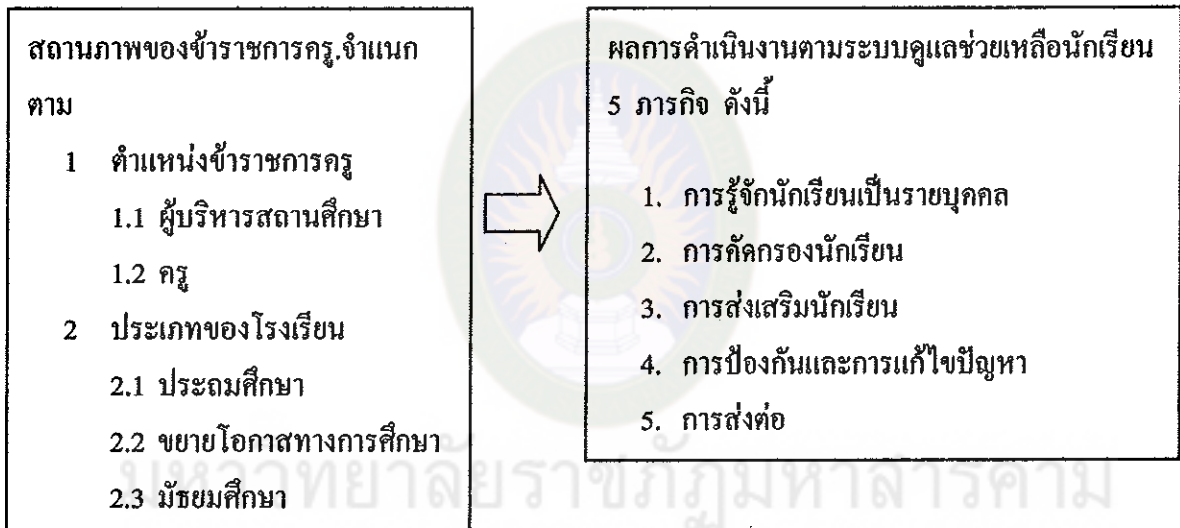 สถานภาพของข้าราชการครู.จำแนก
ตาม
1 ตำแหน่งข้าราชการครู
1.1 ผู้บริหารสถานศึกษา
1.2 ครู
2 ประเภทของโรงเรียน
2.1 ประถมศึกษา
2.2 ขยายโอกาสทางการศึกษา
2.3 มัธยมศึกษา
ผลการดำเนินงานตามระบบดูแลช่วยเหลือนักเรียน
5 ภารกิจ ดังนี้
1. การรู้จักนักเรียนเป็นรายบุคคล
2. การคัดกรองนักเรียน
3. การส่งเสริมนักเรียน
4. การป้องกันและการแก้ไขปัญหา
5. การส่งต่อ
มหาวิทยาลัยราชภัฏมหาสารคาม